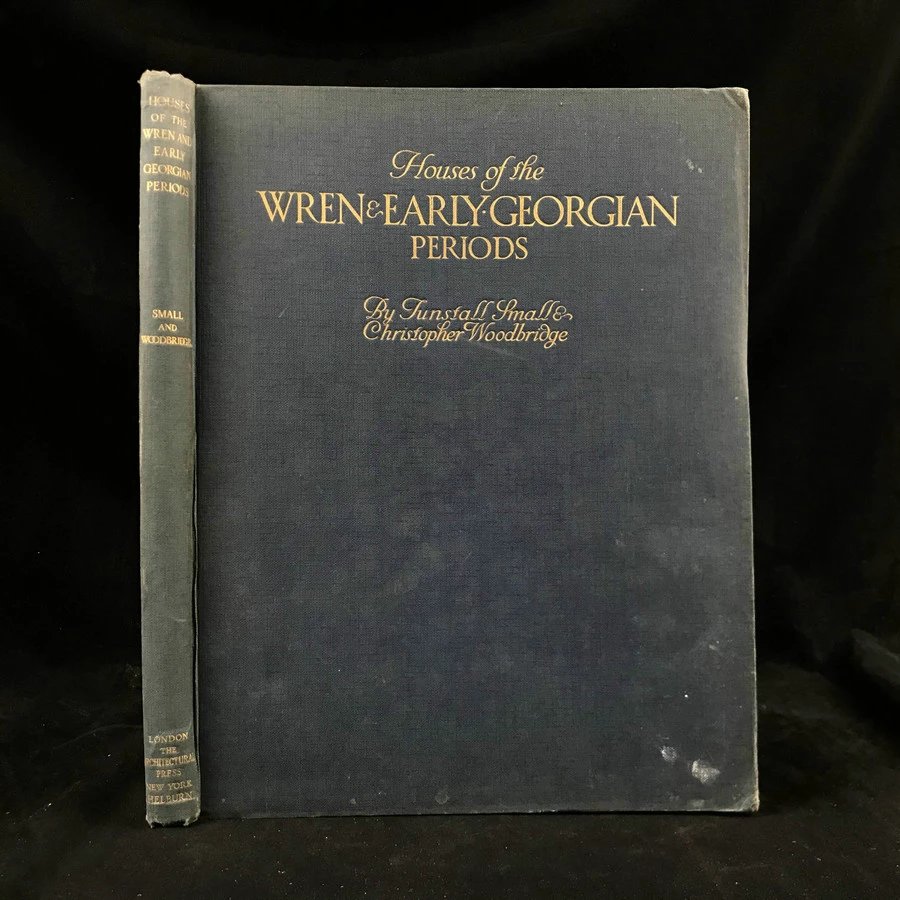 HOUSES
OF THE
WREN AND
EARLY
GEORGIAN
PERIODS
SMALL
AND
WOODBRIDGE
LONDON
THE
ARCHITECTURAL
PRESS
NEW YORK
HELBURN
Houses of the
WREN & EARLY·GEORGIAN
PERIODS
By Tunstall Small &
Christopher Woodbridge